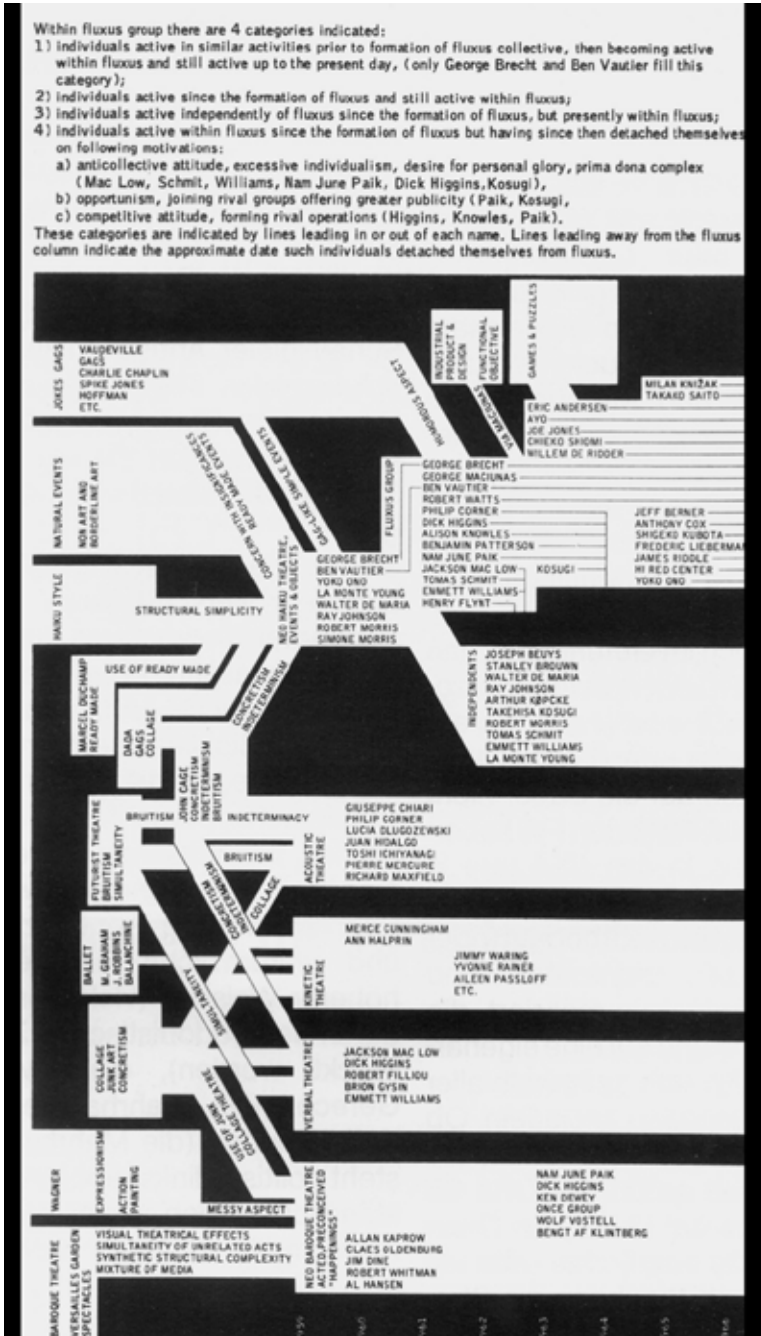 Within fluxus group there are 4 categories indicated:
1) individuals active in similar activities prior to formation of fluxus collective, then becoming active
within fluxus and still active up to the present day, (only George Brecht and Ben Vautier fill this
category);
2) individuals active since the formation of fluxus and still active within fluxus;
3) individuals active independently of fluxus since the formation of fluxus, but presently within fluxus;
4) individuals active within fluxus since the formation of fluxus but having since then detached themselves
on following motivations:
a) anticollective attitude, excessive individualism, desire for personal glory, prima dona complex
(Mac Low, Schmit, Williams, Nam June Paik, Dick Higgins, Kosugi),
b) opportunism, joining rival groups offering greater publicity (Paik, Kosugi,
c) competitive attitude, forming rival operations (Higgins, Knowles, Paik).
These categories are indicated by lines leading in or out of each name. Lines leading away from the fluxus
column indicate the approximate date such individuals detached themselves from fluxus.
JOKES GAGS
VAUDEVILLE
GAGS
CHARLIE CHAPLIN
SPIKE JONES
HOFFMAN
ETC.
HUMOROUS ASPECT
INDUSTRIAL
PRODUCT &
DESIGN
FUNCTIONAL
OBJECTIVE
GAMES & PUZZLES
VIA MACIUNAS
MILAN KNIŽAK
TAKAKO SAITO
ERIC ANDERSEN
AYO
JOE JONES
CHIEKO SHIOMI
WILLEM DE RIDDER
NATURAL EVENTS
NON ART AND
BORDERLINE ART
CONCERN WITH INSIGNIFICANCES
READY MADE EVENTS
GAG-LIKE SIMPLE EVENTS
FLUXUS GROUP
GEORGE BRECHT
GEORGE MACIUNAS
BEN VAUTIER
ROBERT WATTS
PHILIP CORNER
DICK HIGGINS
ALISON KNOWLES
BENJAMIN PATTERSON
NAM JUNE PAIK
JACKSON MAC LOW
TOMAS SCHMIT
EMMETT WILLIAMS
HENRY FLYNT
KOSUGI
JEFF BERNER
ANTHONY COX
SHIGEKO KUBOTA
FREDERIC LIEBERMAN
JAMES RIDDLE
HI RED CENTER
YOKO ONO
HAIKU STYLE
STRUCTURAL SIMPLICITY
NEO HAIKU THEATRE,
EVENTS & OBJECTS
GEORGE BRECHT
BEN VAUTIER
YOKO ONO
LA MONTE YOUNG
WALTER DE MARIA
RAY JOHNSON
ROBERT MORRIS
SIMONE MORRIS
MARCEL DUCHAMP
READY MADE
USE OF READY MADE
DADA
GAGS
COLLAGE
CONCRETISM
INDETERMINISM
INDEPENDENTS
JOSEPH BEUYS
STANLEY BROUWN
WALTER DE MARIA
RAY JOHNSON
ARTHUR KØPCKE
TAKEHISA KOSUGI
ROBERT MORRIS
TOMAS SCHMIT
EMMETT WILLIAMS
LA MONTE YOUNG
FUTURIST THEATRE
BRUITISM
SIMULTANEITY
BRUITISM
JOHN CAGE
CONCRETISM
INDETERMINISM
BRUITISM
INDETERMINACY
BRUITISM
ACOUSTIC
THEATRE
GIUSEPPE CHIARI
PHILIP CORNER
LUCIA DLUGOZEWSKI
JUAN HIDALGO
TOSHI ICHIYANAGI
PIERRE MERCURE
RICHARD MAXFIELD
COLLAGE
INDETERMINISM
CONCRETISM
BALLET
M. GRAHAM
J. ROBBINS
BALANCHINE
KINETIC
THEATRE
MERCE CUNNINGHAM
ANN HALPRIN
JIMMY WARING
YVONNE RAINER
AILEEN PASSLOFF
ETC.
SIMULTANEITY
COLLAGE
JUNK ART
CONCRETISM
COLLAGE THEATRE
USE OF JUNK
VERBAL THEATRE
JACKSON MAC LOW
DICK HIGGINS
ROBERT FILLIOU
BRION GYSIN
EMMETT WILLIAMS
WAGNER
EXPRESSIONISM
ACTION
PAINTING
MESSY ASPECT
BAROQUE THEATRE
VERSAILLES GARDEN
SPECTACLES
VISUAL THEATRICAL EFFECTS
SIMULTANEITY OF UNRELATED ACTS
SYNTHETIC STRUCTURAL COMPLEXITY
MIXTURE OF MEDIA
NEO BAROQUE THEATRE
ACTED, PRECONCEIVED
"HAPPENINGS"
ALLAN KAPROW
CLAES OLDENBURG
JIM DINE
ROBERT WHITMAN
AL HANSEN
NAM JUNE PAIK
DICK HIGGINS
KEN DEWEY
ONCE GROUP
WOLF VOSTELL
BENGT AF KLINTBERG
1960
1961
1962
1963